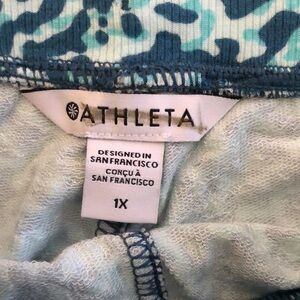 ATHLETA
DESIGNED IN
SAN FRANCISCO
CONÇU À
SAN FRANCISCO
1X